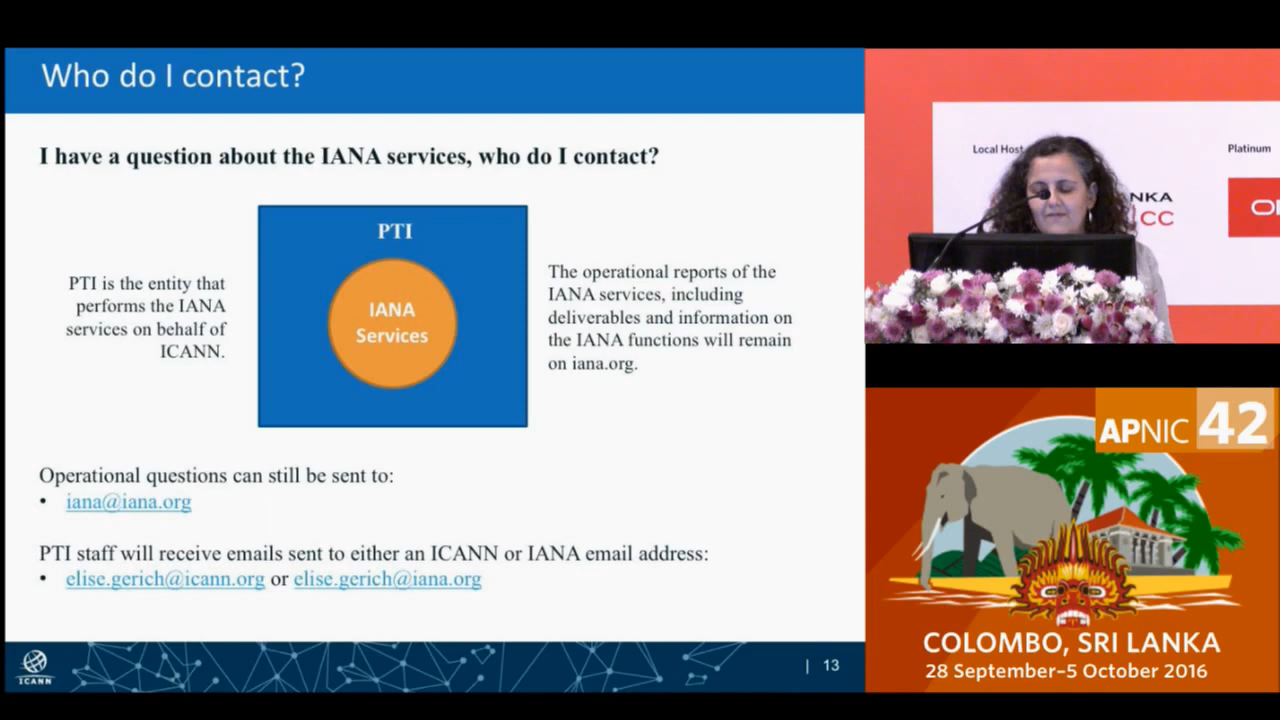 Who do I contact?
I have a question about the IANA services, who do I contact?
PTI
IANA
Services
PTI is the entity that
performs the IANA
services on behalf of
ICANN.
The operational reports of the
IANA services, including
deliverables and information on
the IANA functions will remain
on iana.org.
Operational questions can still be sent to:
• iana@iana.org
PTI staff will receive emails sent to either an ICANN or IANA email address:
• elise.gerich@icann.org or elise.gerich@iana.org
ICANN
| 13
Local Host
Platinum
NKA
CC
APNIC 42
COLOMBO, SRI LANKA
28 September–5 October 2016